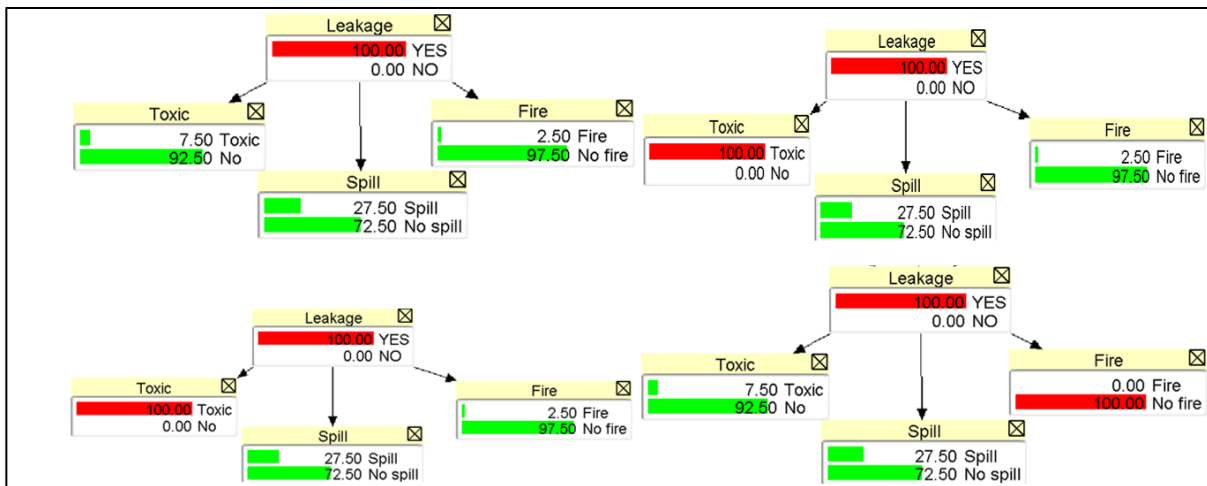 Leakage
100.00 YES
0.00 NO
Toxic
7.50 Toxic
92.50 No
Fire
2.50 Fire
97.50 No fire
Spill
27.50 Spill
72.50 No spill
Leakage
100.00 YES
0.00 NO
Toxic
100.00 Toxic
0.00 No
Fire
2.50 Fire
97.50 No fire
Spill
27.50 Spill
72.50 No spill
Leakage
100.00 YES
0.00 NO
Toxic
100.00 Toxic
0.00 No
Fire
2.50 Fire
97.50 No fire
Spill
27.50 Spill
72.50 No spill
Leakage
100.00 YES
0.00 NO
Toxic
7.50 Toxic
92.50 No
Fire
0.00 Fire
100.00 No fire
Spill
27.50 Spill
72.50 No spill